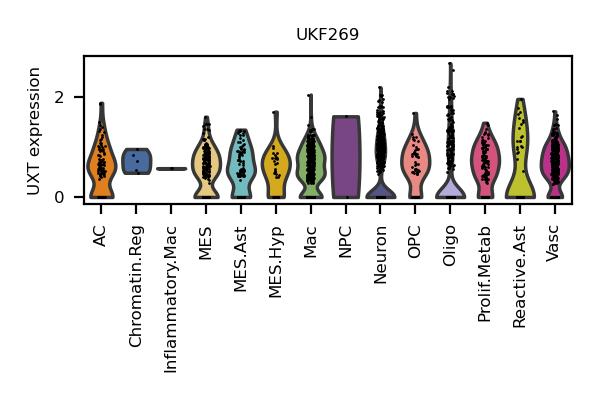 UKF269
UXT expression
2
0
AC
Chromatin.Reg
Inflammatory.Mac
MES
MES.Ast
MES.Hyp
Mac
NPC
Neuron
OPC
Oligo
Prolif.Metab
Reactive.Ast
Vasc